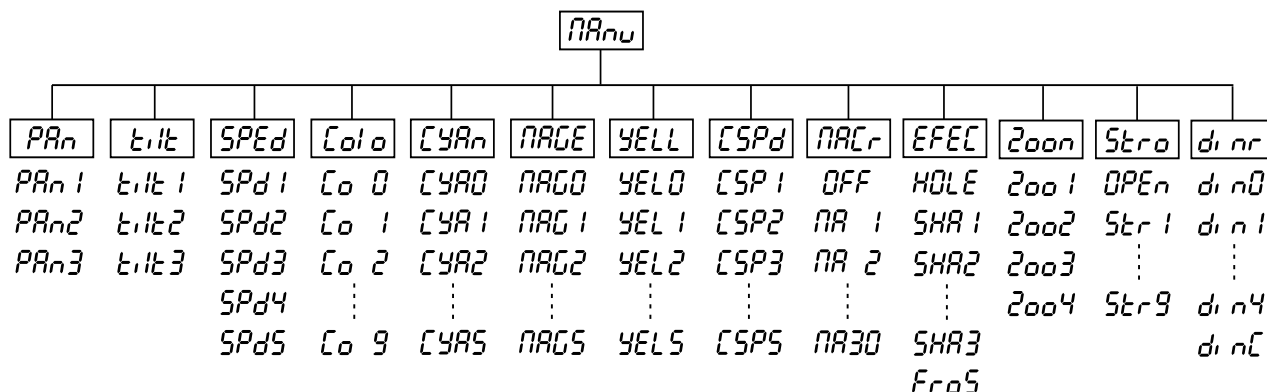 MAnu
PAn tilt SPEd Colo CYAn MAGE YELL CSPd MACr EFEC Zoom Stro dimr
PAn1 tilt1 SPd1 Co 0 CYA0 MAG0 YEL0 CSP1 OFF HOLE Zoo1 OPEn dim0
PAn2 tilt2 SPd2 Co 1 CYA1 MAG1 YEL1 CSP2 MA 1 SHA1 Zoo2 Str1 dim1
PAn3 tilt3 SPd3 Co 2 CYA2 MAG2 YEL2 CSP3 MA 2 SHA2 Zoo3
SPd4 Zoo4 Str9 dim4
SPd5 Co 9 CYA5 MAG5 YEL5 CSP5 MA30 SHA3 dimC
FroS